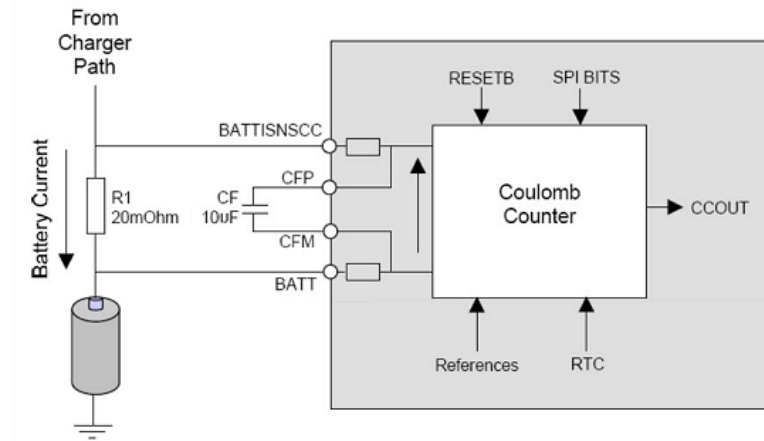 From
Charger
Path
Battery Current
R1
20mOhm
BATTISNSCC
CFP
CF
10uF
CFM
BATT
RESETB
SPI BITS
Coulomb
Counter
CCOUT
References
RTC